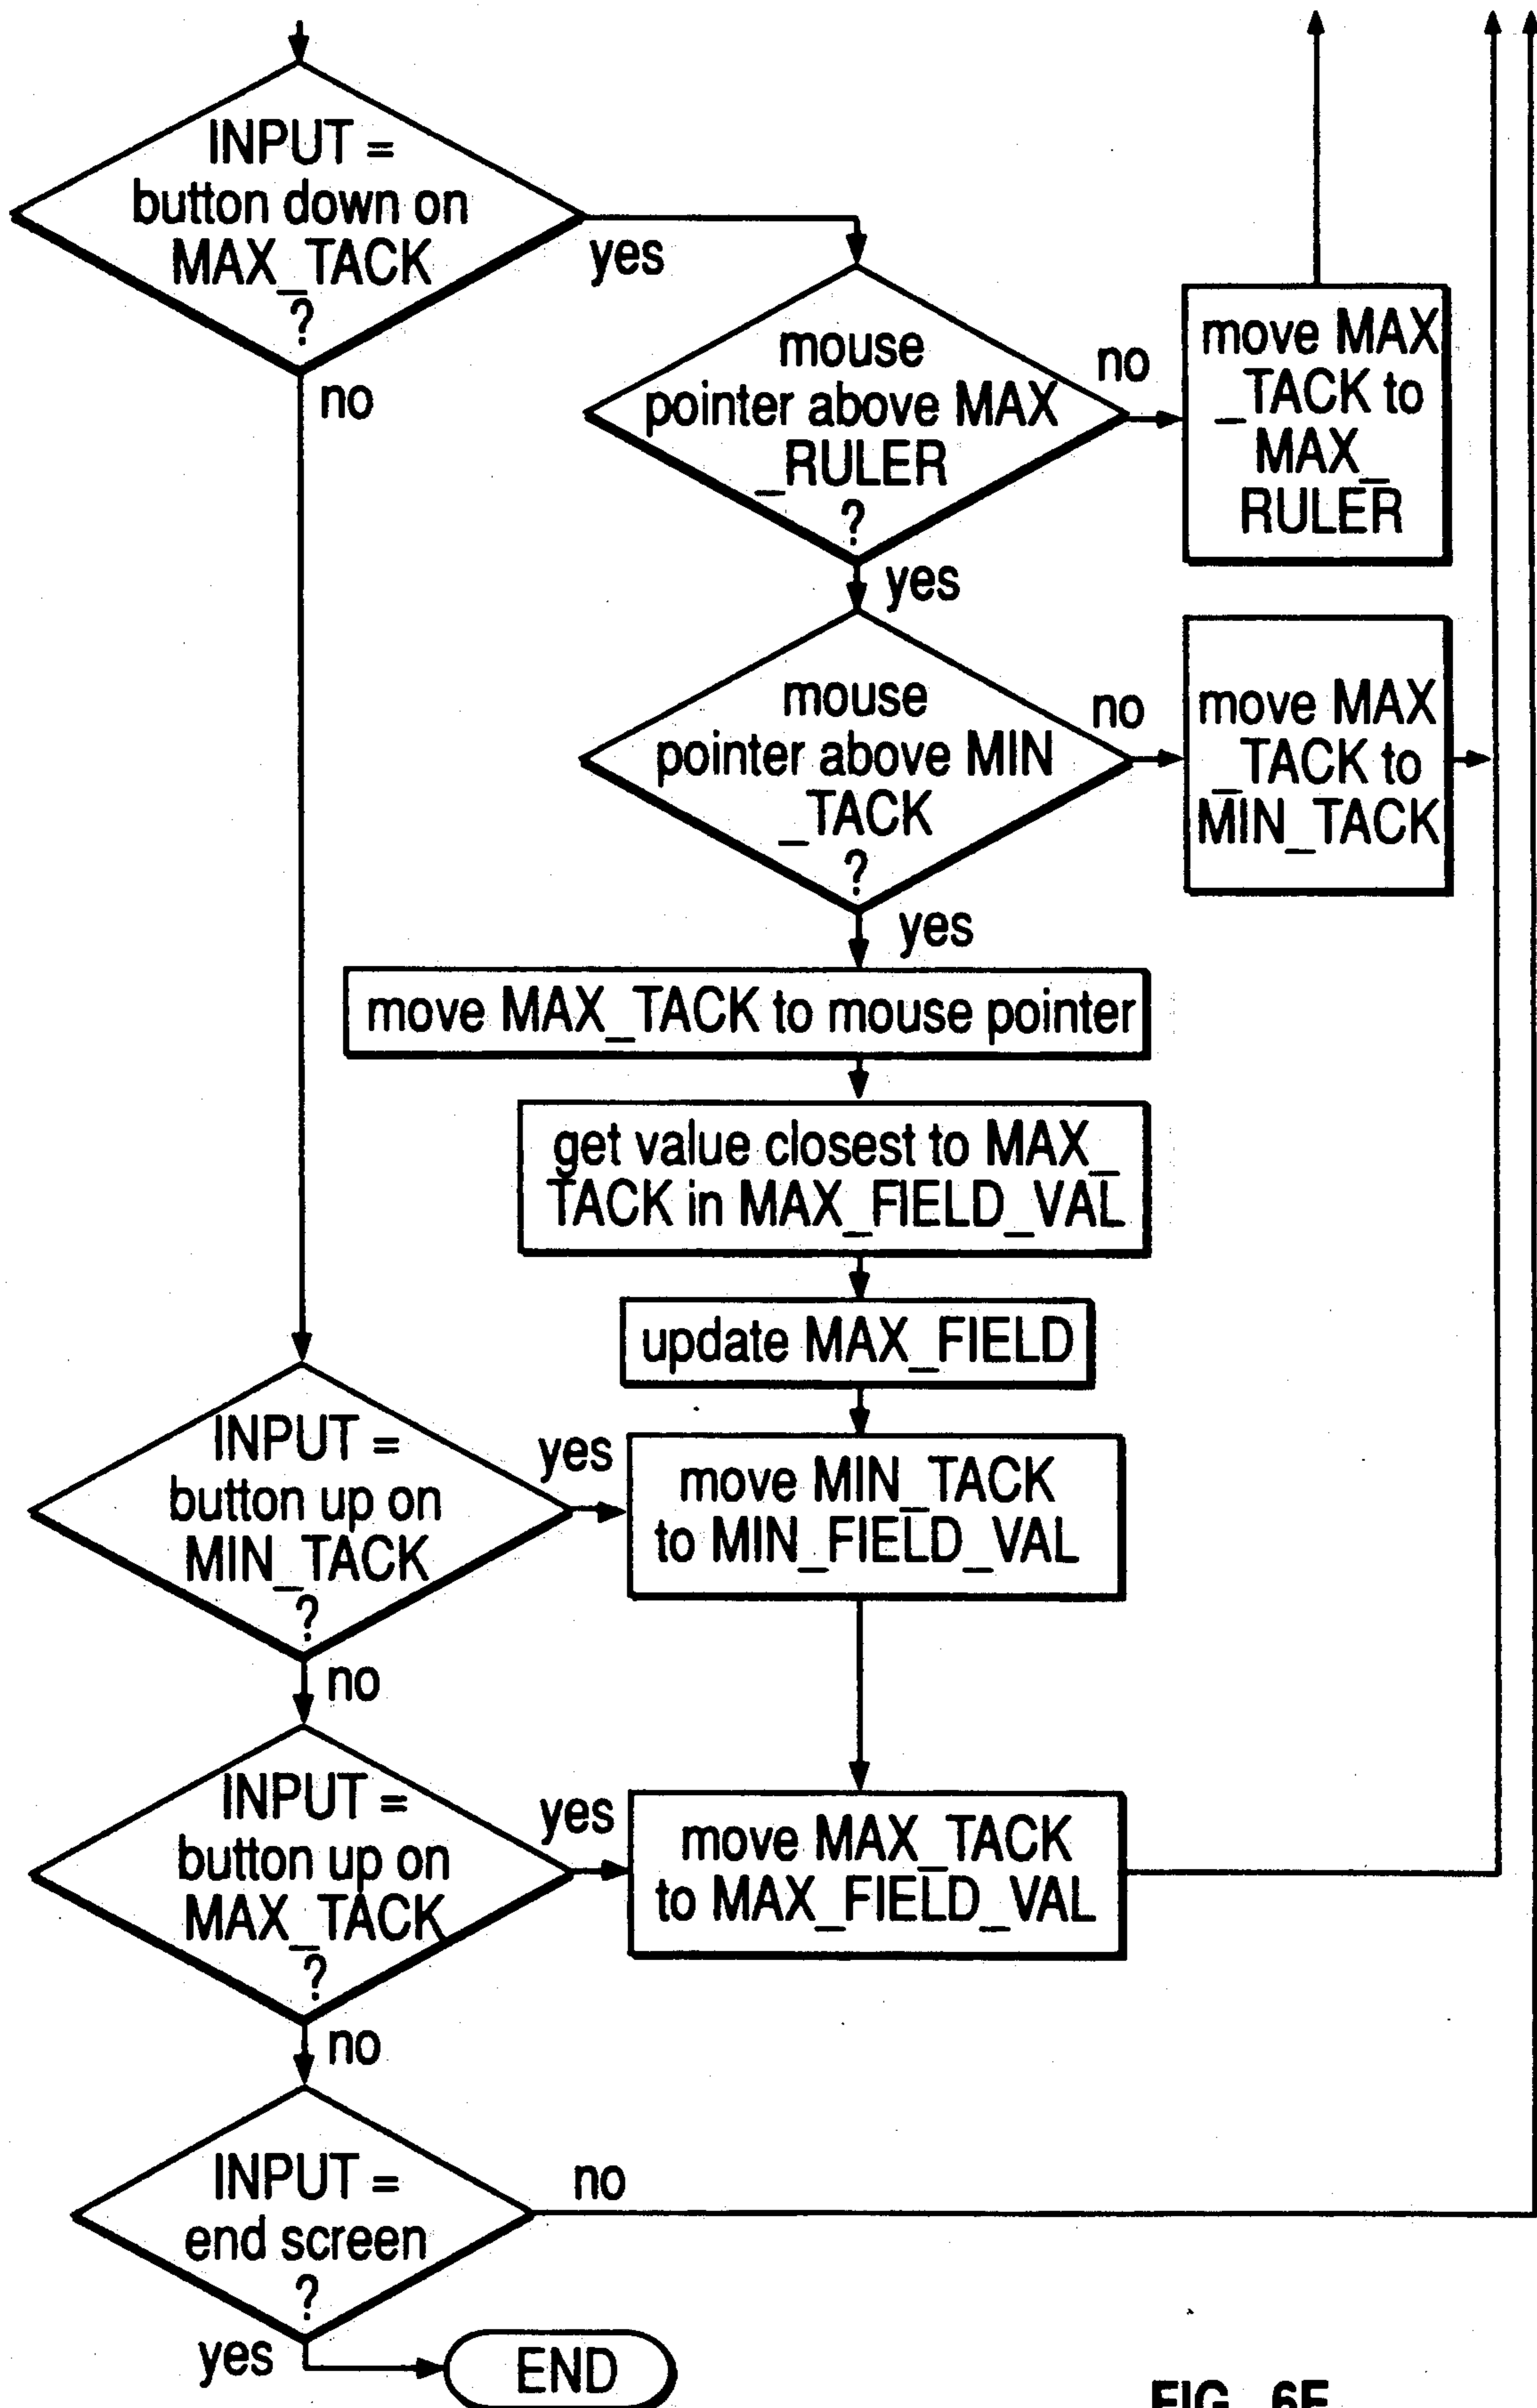 INPUT =
button down on
MAX_TACK
?
yes
no
mouse
pointer above MAX
_RULER
?
no
yes
move MAX
_TACK to
MAX_
RULER
mouse
pointer above MIN
_TACK
?
no
yes
move MAX
_TACK to
MIN_TACK
move MAX_TACK to mouse pointer
get value closest to MAX_
TACK in MAX_FIELD_VAL
update MAX_FIELD
INPUT =
button up on
MIN_TACK
?
yes
no
move MIN_TACK
to MIN_FIELD_VAL
INPUT =
button up on
MAX_TACK
?
yes
no
move MAX_TACK
to MAX_FIELD_VAL
INPUT =
end screen
?
no
yes
END